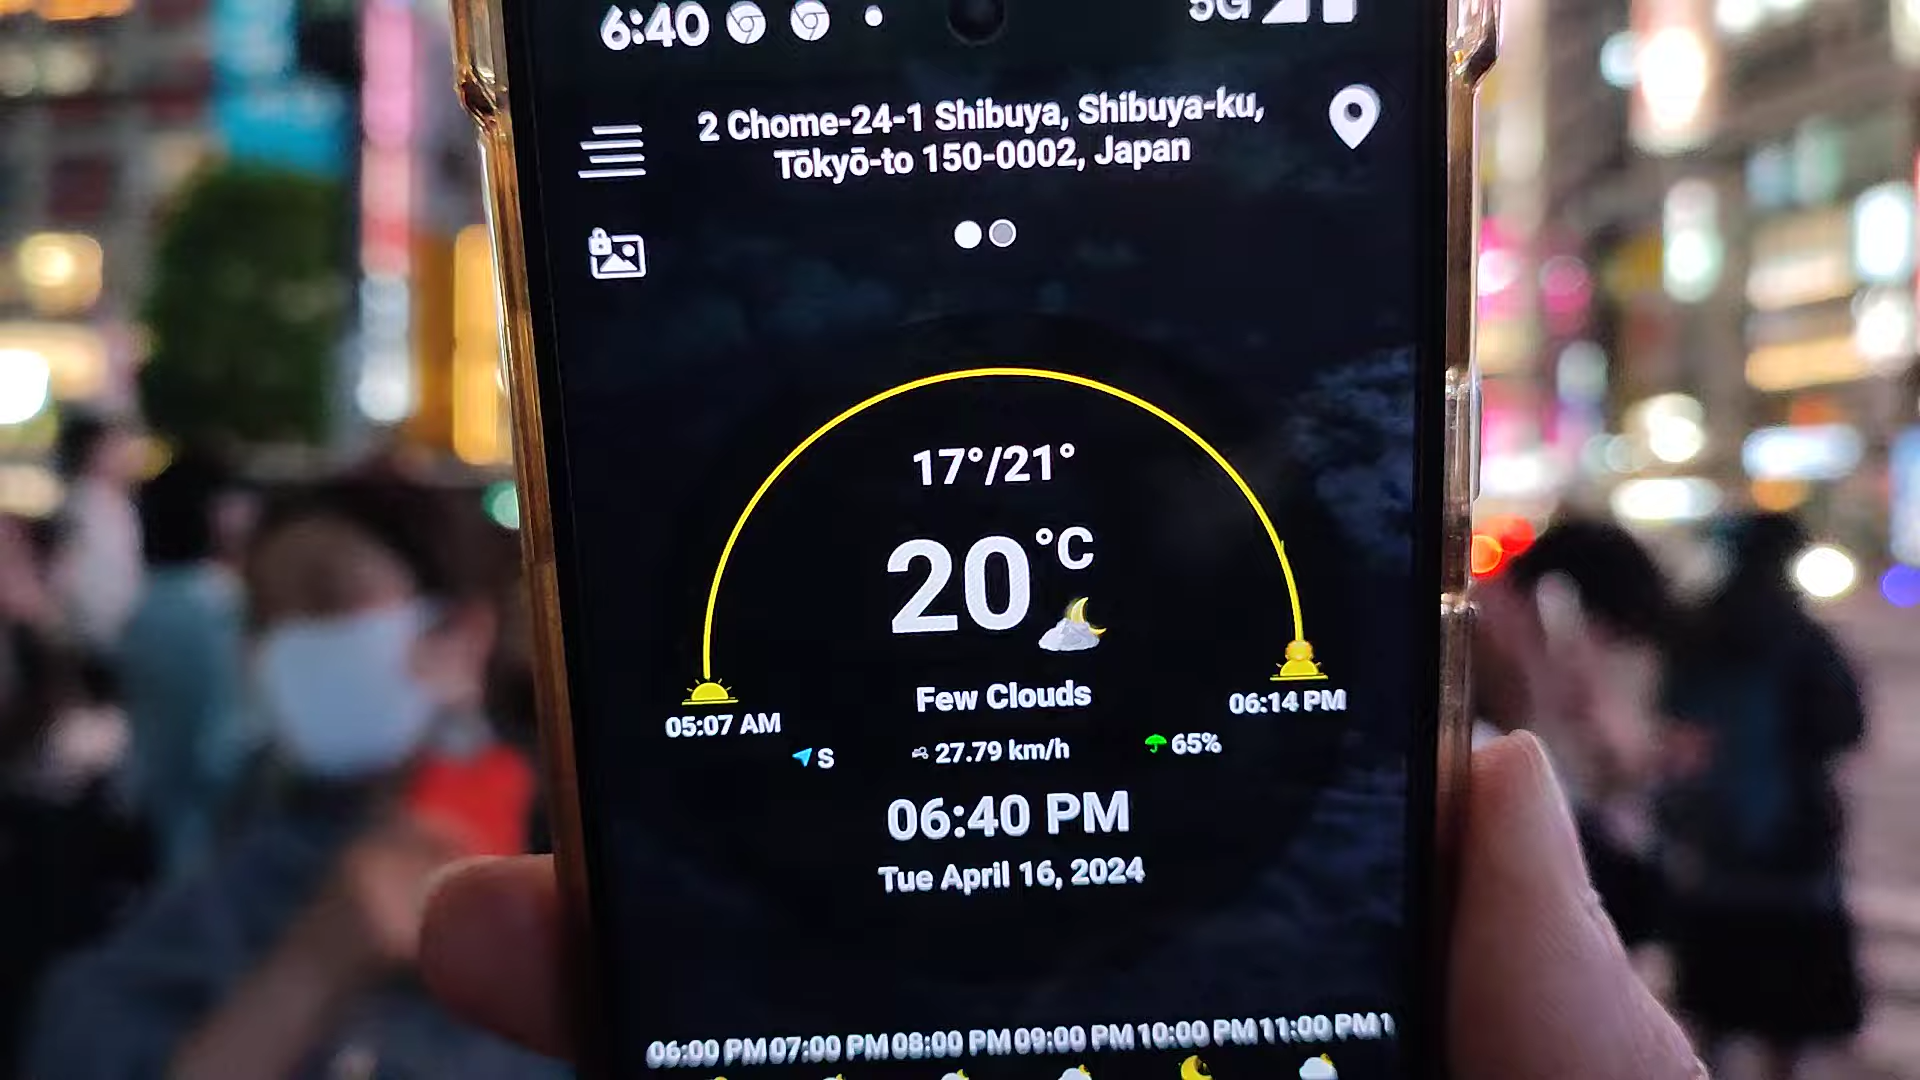 6:40 5G
2 Chome-24-1 Shibuya, Shibuya-ku,
Tōkyō-to 150-0002, Japan
17°/21°
20°C
Few Clouds
05:07 AM
06:14 PM
S 27.79 km/h 65%
06:40 PM
Tue April 16, 2024
06:00 PM 07:00 PM 08:00 PM 09:00 PM 10:00 PM 11:00 PM 1